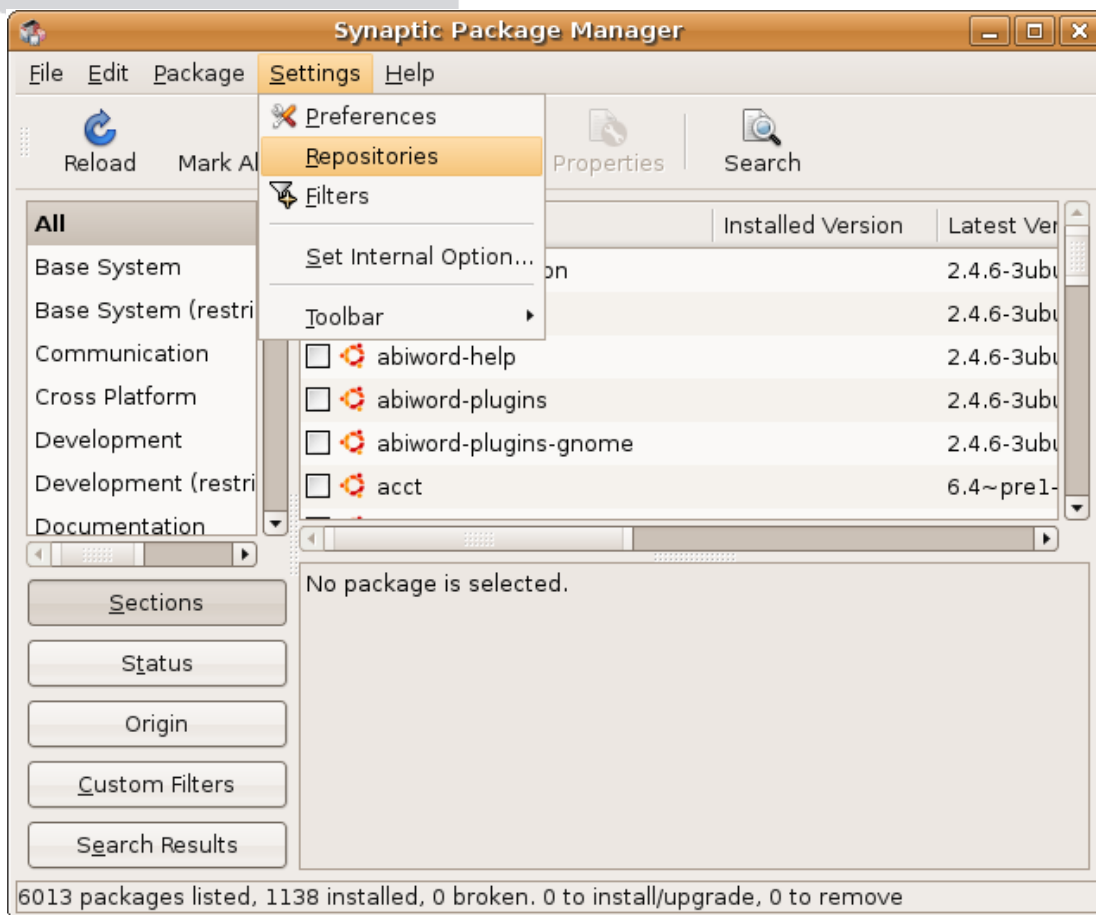 Synaptic Package Manager
File Edit Package Settings Help
Preferences
Repositories
Filters
Set Internal Option...
Toolbar
Reload Mark Al Properties Search
All
Base System
Base System (restri
Communication
Cross Platform
Development
Development (restri
Documentation
Installed Version Latest Ver
on 2.4.6-3ubu
2.4.6-3ubu
abiword-help 2.4.6-3ubu
abiword-plugins 2.4.6-3ubu
abiword-plugins-gnome 2.4.6-3ubu
acct 6.4~pre1-
Sections
Status
Origin
Custom Filters
Search Results
No package is selected.
6013 packages listed, 1138 installed, 0 broken. 0 to install/upgrade, 0 to remove